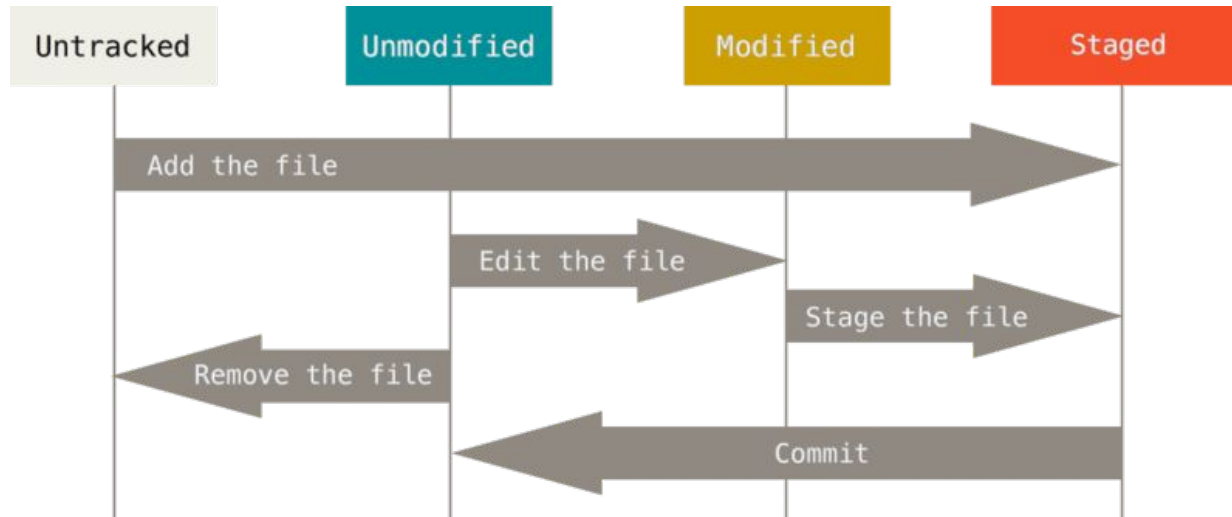 Untracked
Unmodified
Modified
Staged
Add the file
Edit the file
Stage the file
Remove the file
Commit